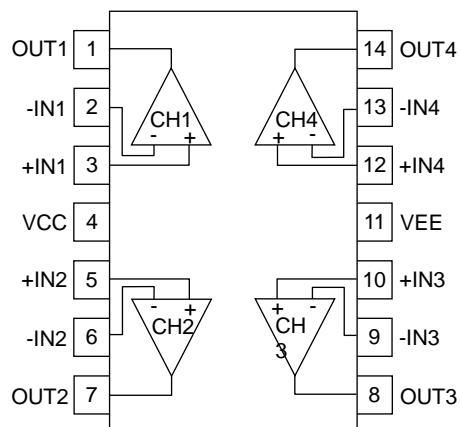 OUT1 1 14 OUT4
-IN1 2 13 -IN4
CH1 CH4
- + + -
+IN1 3 12 +IN4
VCC 4 11 VEE
+IN2 5 10 +IN3
- + + -
CH2 CH
3
-IN2 6 9 -IN3
OUT2 7 8 OUT3